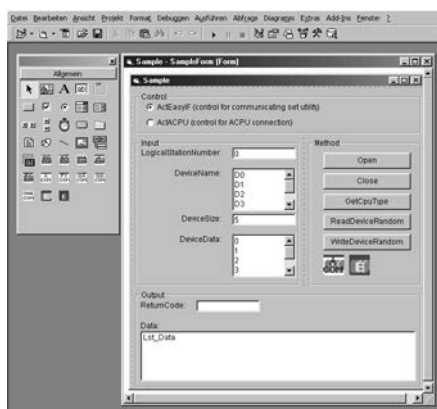 Datei Bearbeiten Ansicht Projekt Format Debuggen Ausführen Abfrage Diagramm Extras Add-Ins Fenster ?
Sample - SampleForm (Form)
Allgemein
Sample
Control
ActEasyIF (control for communicating set utility)
ActACPU (control for ACPU connection)
Input
Method
LogicalStationNumber: 0
Open
DeviceName: D0
D1
D2
D3
Close
GetCpuType
DeviceSize: 5
ReadDeviceRandom
DeviceData: 0
1
2
3
WriteDeviceRandom
Output
ReturnCode:
Data:
Lst_Data